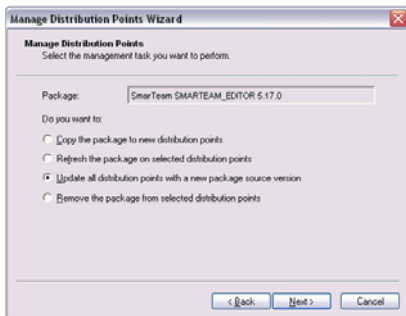 Manage Distribution Points Wizard
Manage Distribution Points
Select the management task you want to perform.
Package: SmarTeam SMARTEAM_EDITOR 5.17.0
Do you want to:
Copy the package to new distribution points
Refresh the package on selected distribution points
Update all distribution points with a new package source version
Remove the package from selected distribution points
< Back Next > Cancel